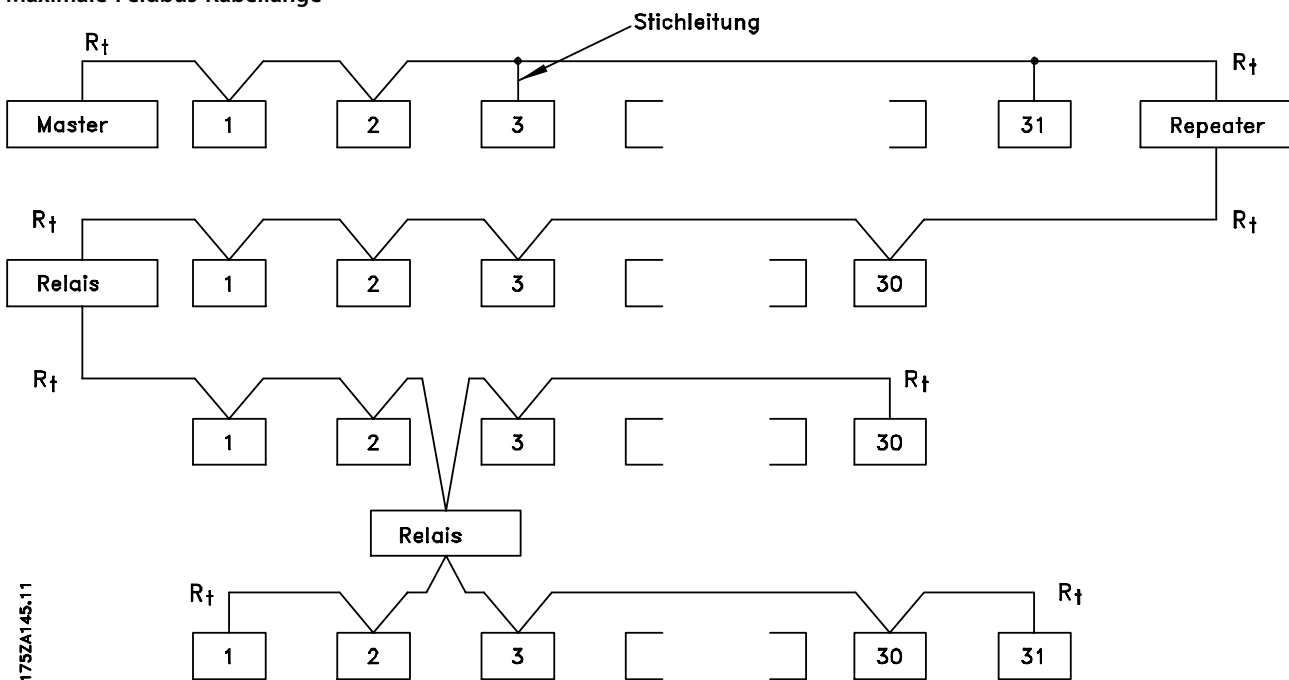 Maximale Feldbus-Kabellänge
Stichleitung
Rt Rt
Master 1 2 3 31 Repeater
Rt Rt
Relais 1 2 3 30
Rt Rt
1 2 3 30
Relais
Rt Rt
1 2 3 30 31
175ZA145.11